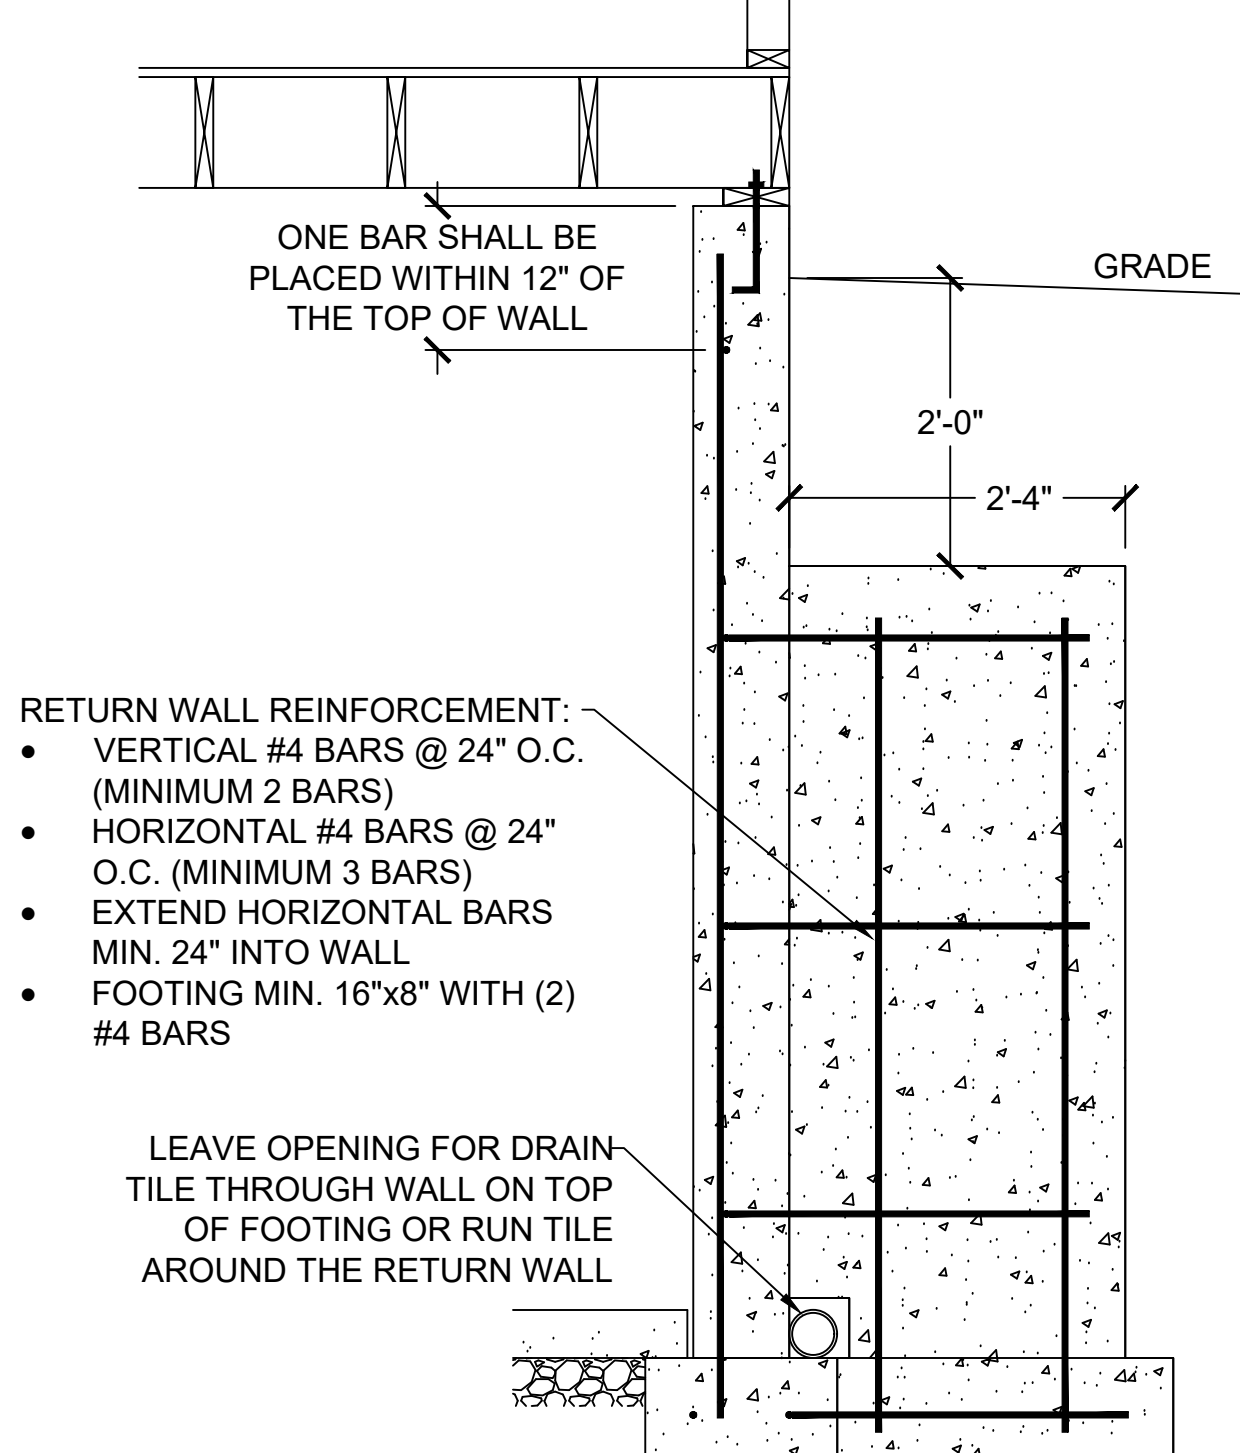 ONE BAR SHALL BE
PLACED WITHIN 12" OF
THE TOP OF WALL
GRADE
2'-0"
2'-4"
RETURN WALL REINFORCEMENT:
• VERTICAL #4 BARS @ 24" O.C.
(MINIMUM 2 BARS)
• HORIZONTAL #4 BARS @ 24"
O.C. (MINIMUM 3 BARS)
• EXTEND HORIZONTAL BARS
MIN. 24" INTO WALL
• FOOTING MIN. 16"x8" WITH (2)
#4 BARS
LEAVE OPENING FOR DRAIN
TILE THROUGH WALL ON TOP
OF FOOTING OR RUN TILE
AROUND THE RETURN WALL